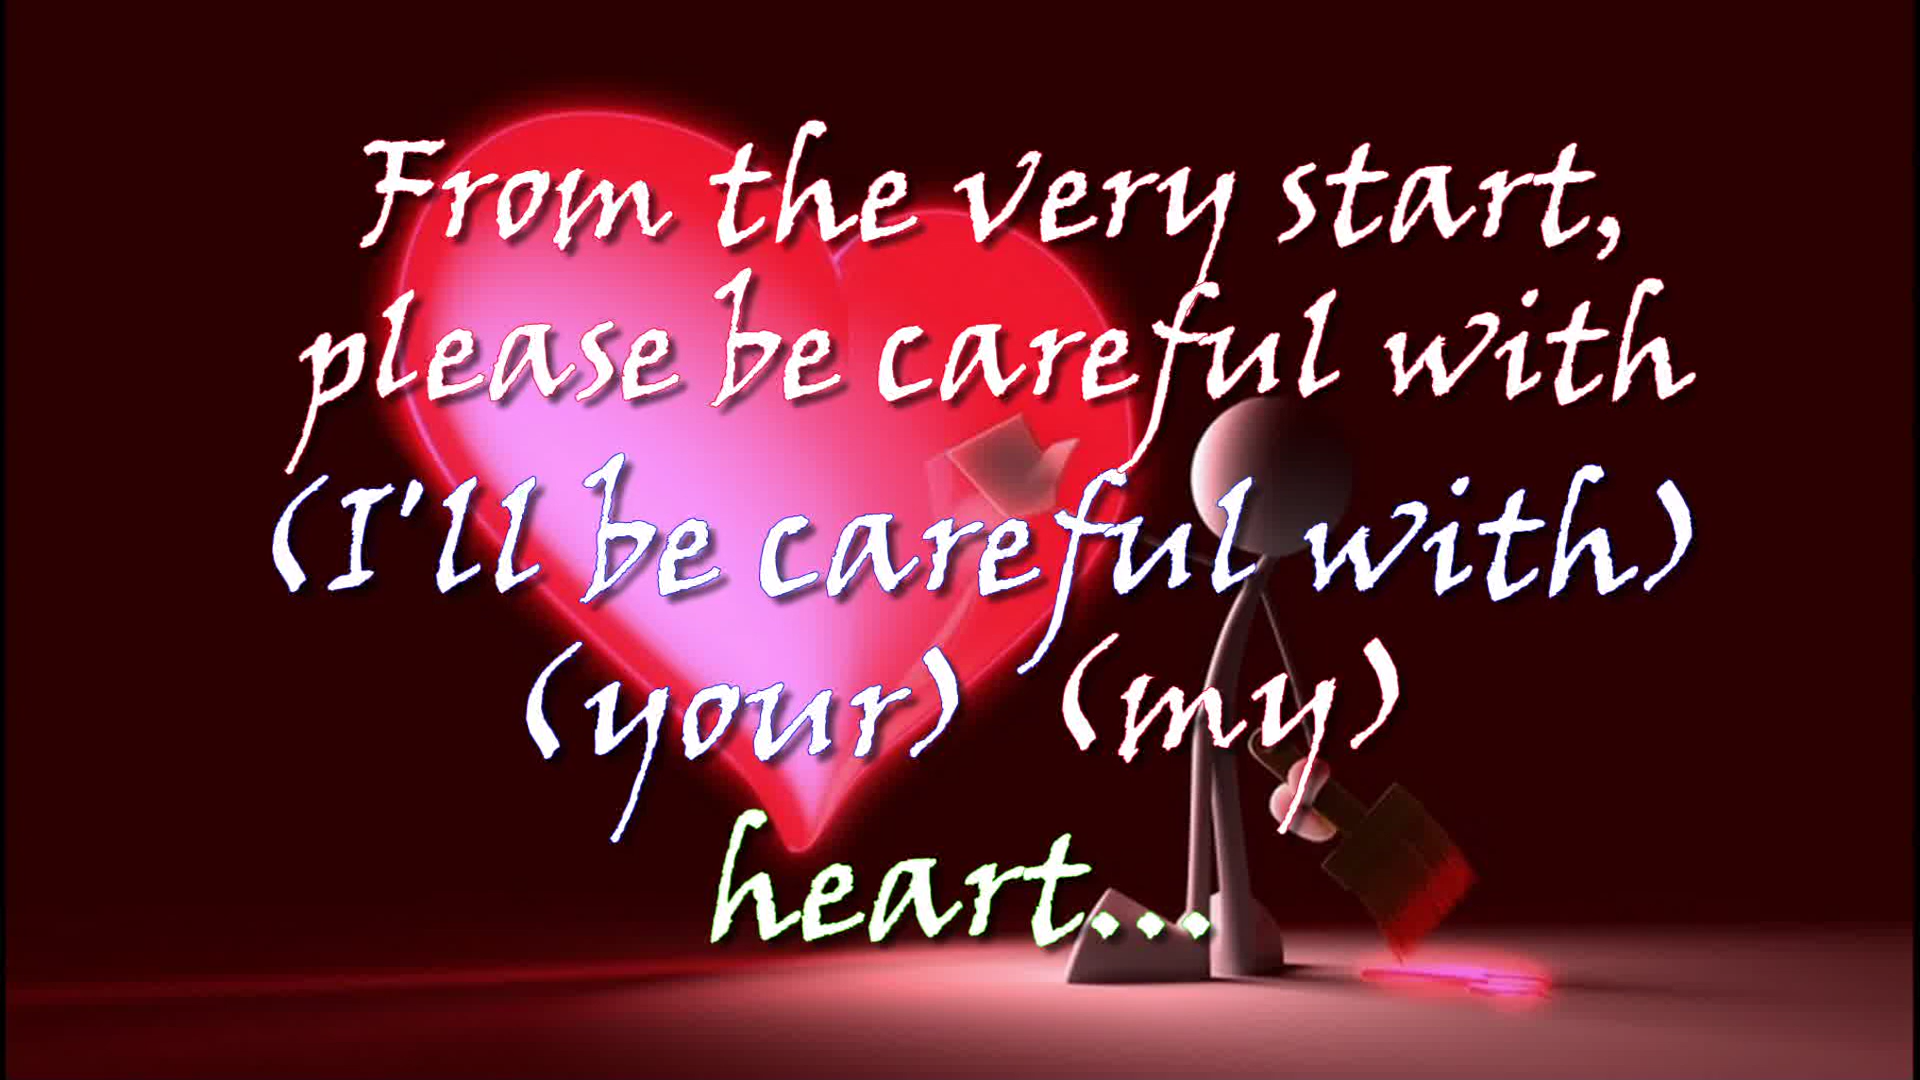 From the very start,
please be careful with
(I'll be careful with)
(your) (my)
heart...